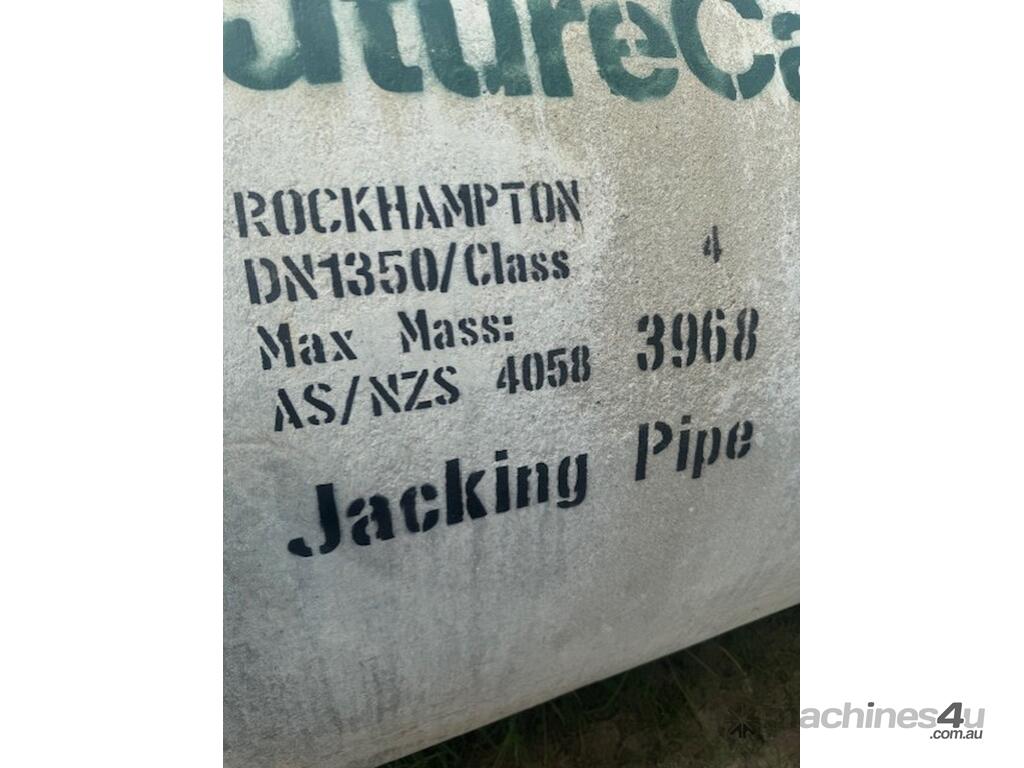 ROCKHAMPTON
DN1350/Class 4
Max Mass: 3968
AS/NZS 4058
Jacking Pipe
machines4u
.com.au